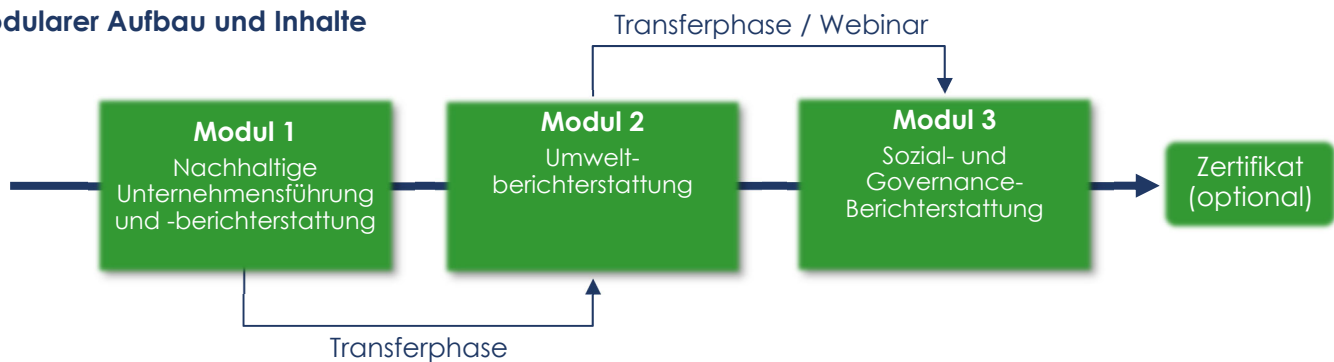 odularer Aufbau und Inhalte
Transferphase / Webinar
Modul 1
Nachhaltige
Unternehmensführung
und -berichterstattung
Modul 2
Umwelt-
berichterstattung
Modul 3
Sozial- und
Governance-
Berichterstattung
Zertifikat
(optional)
Transferphase